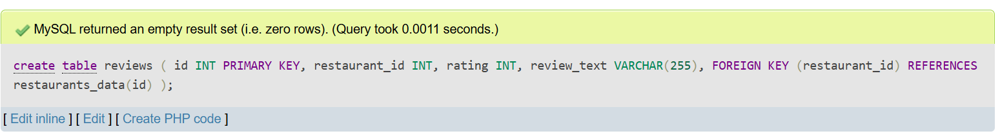 MySQL returned an empty result set (i.e. zero rows). (Query took 0.0011 seconds.)
create table reviews ( id INT PRIMARY KEY, restaurant_id INT, rating INT, review_text VARCHAR(255), FOREIGN KEY (restaurant_id) REFERENCES
restaurants_data(id) );
[ Edit inline ] [ Edit ] [ Create PHP code ]